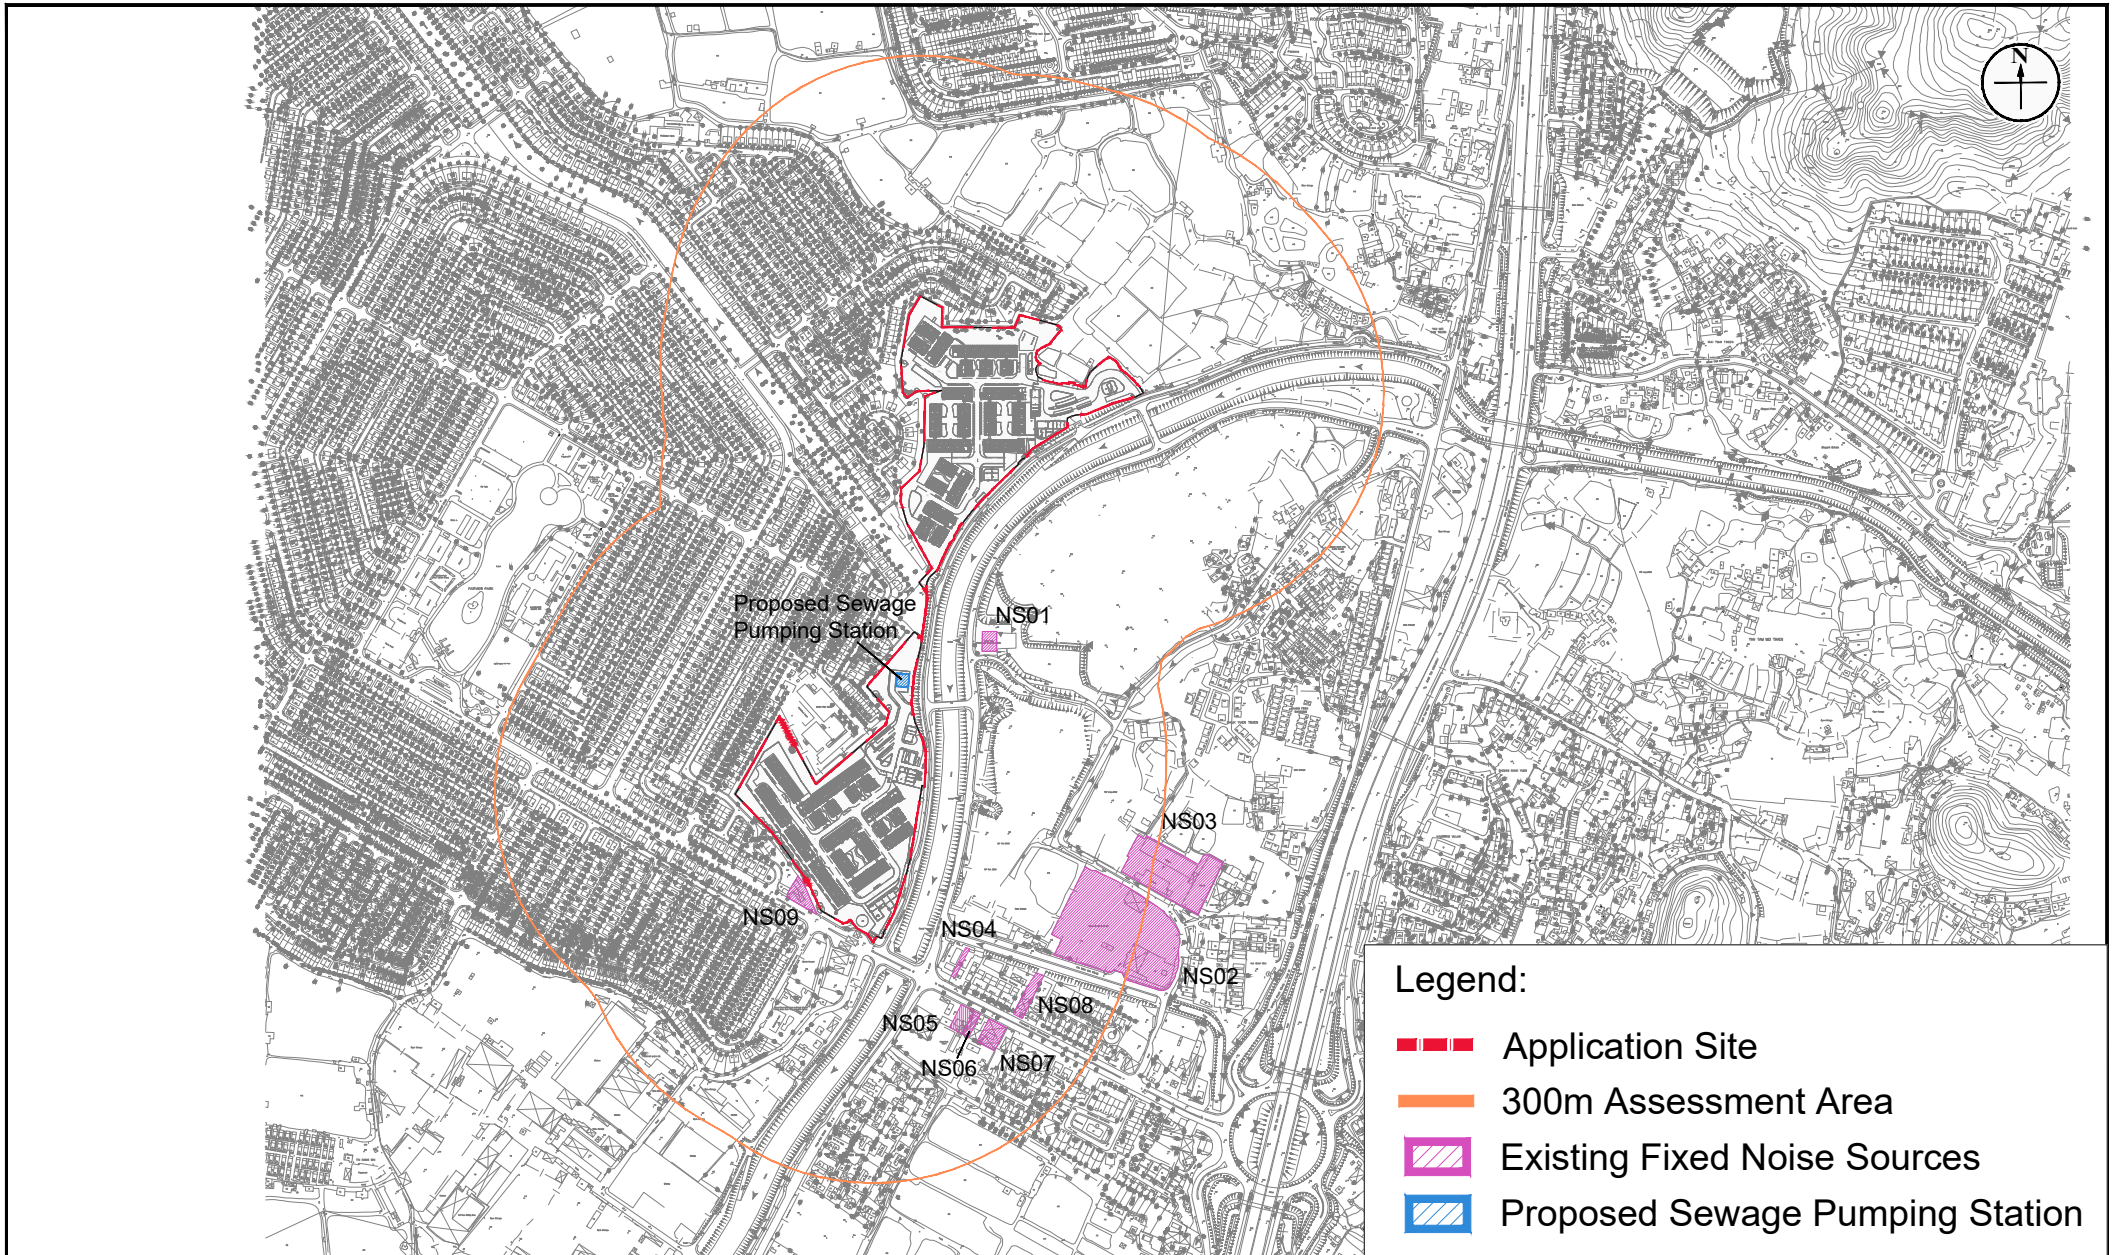 N
Proposed Sewage
Pumping Station
NS01
NS03
NS09
NS04
NS02
NS08
NS05
NS06
NS07
Legend:
Application Site
300m Assessment Area
Existing Fixed Noise Sources
Proposed Sewage Pumping Station